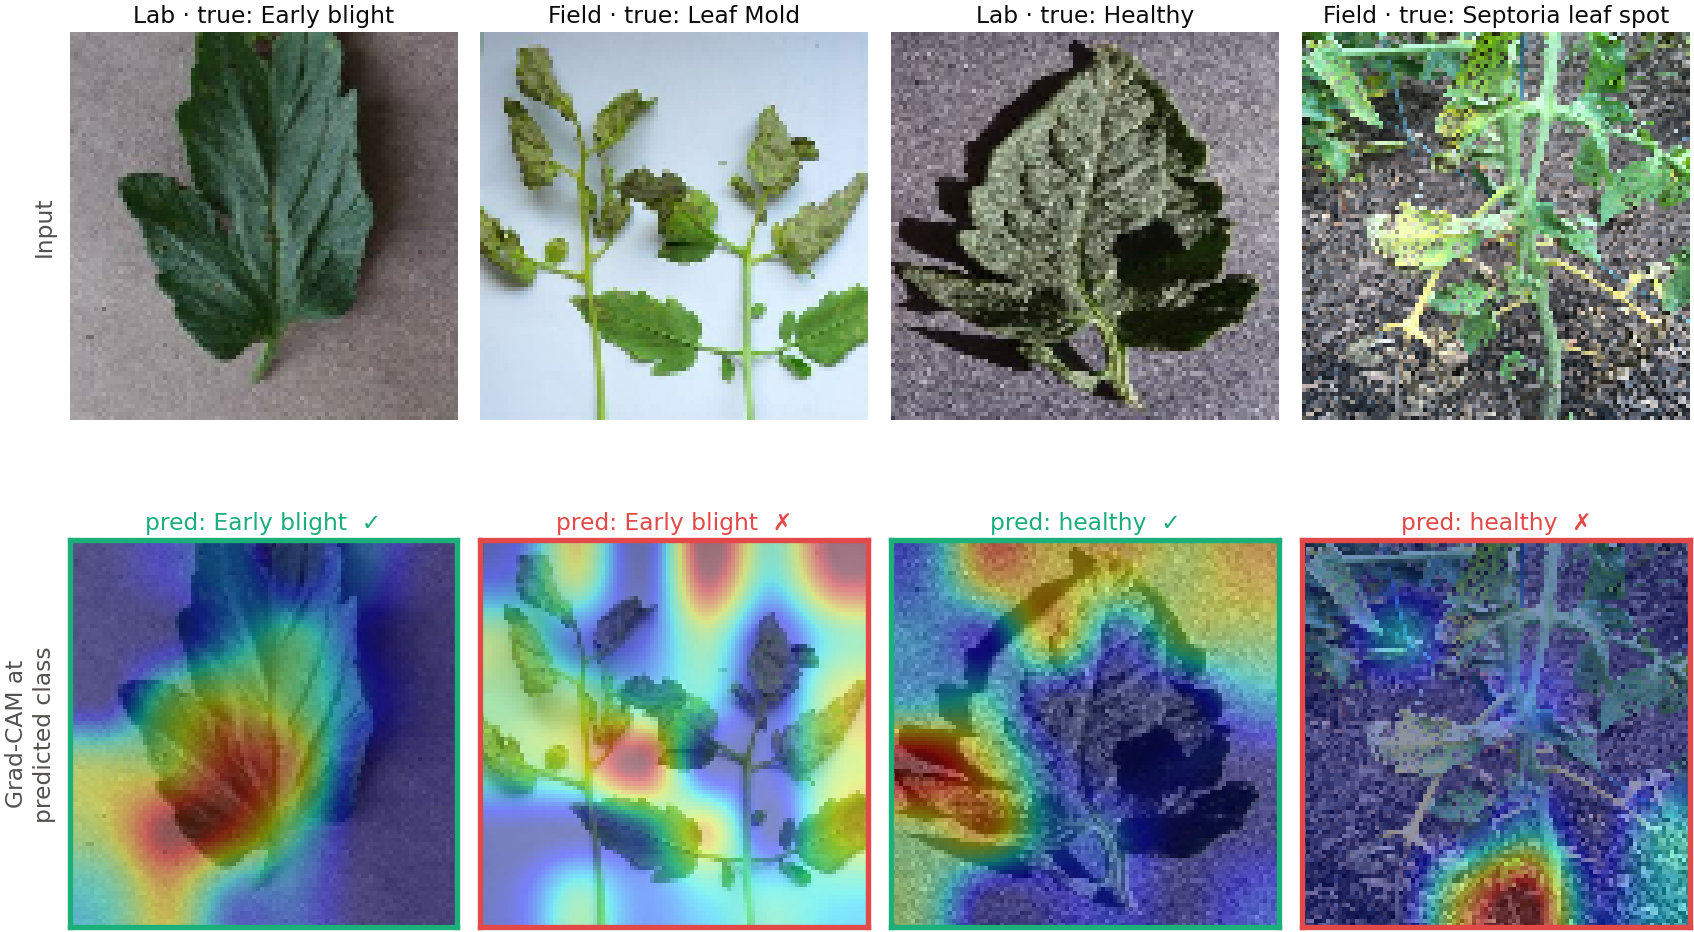 Lab · true: Early blight
Field · true: Leaf Mold
Lab · true: Healthy
Field · true: Septoria leaf spot
Input
pred: Early blight ✓
pred: Early blight ✗
pred: healthy ✓
pred: healthy ✗
Grad-CAM at
predicted class